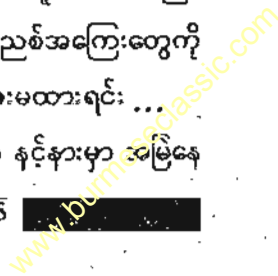 ညစ်အကြေးတွေကို
မထားရင်း ...
နင့်နားမှာ အမြဲနေ
www.burmeseclassic.com